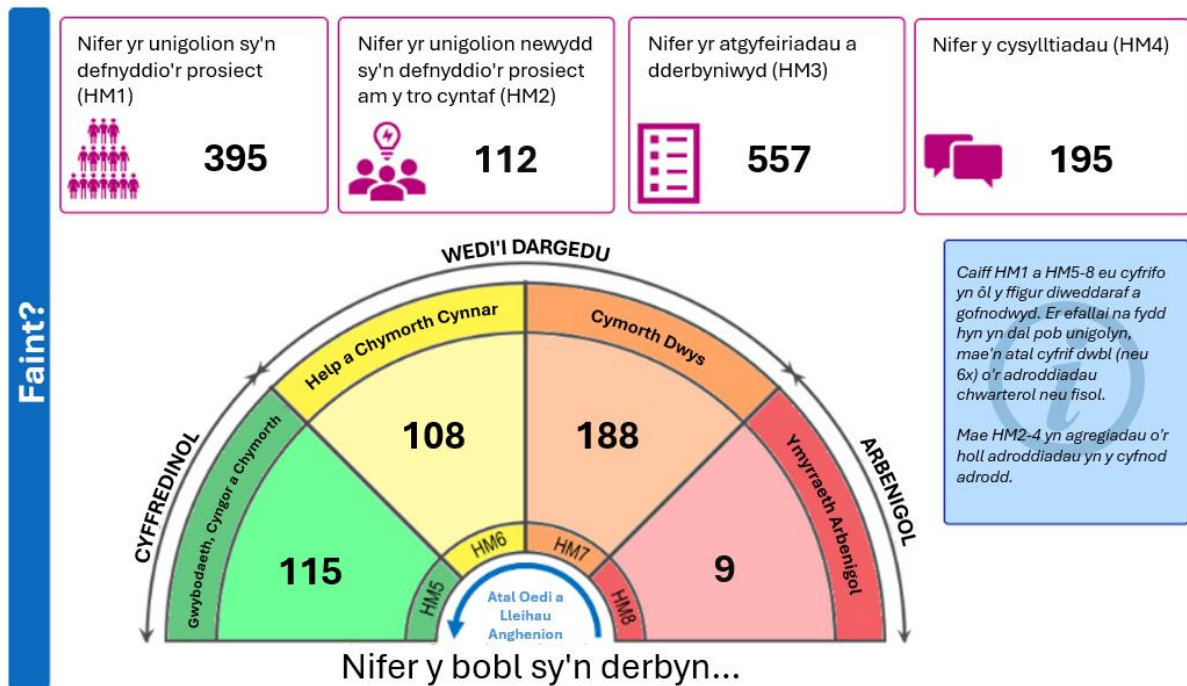 Faint?
Nifer yr unigolion sy'n
defnyddio'r prosiect
(HM1)
395
Nifer yr unigolion newydd
sy'n defnyddio'r prosiect
am y tro cyntaf (HM2)
112
Nifer yr atgyfeiriadau a
dderbyniwyd (HM3)
557
Nifer y cysylltiadau (HM4)
195
WEDI'I DARGEDU
CYFFREDINOL
ARBENIGOL
Gwybodaeth, Cyngor a Chymorth
Help a Chymorth Cynnar
Cymorth Dwys
Ymyrraeth Arbenigol
115
108
188
9
HM5
HM6
HM7
HM8
Atal Oedi a
Lleihau
Anghenion
Nifer y bobl sy'n derbyn...
Caiff HM1 a HM5-8 eu cyfrifo
yn ôl y ffigur diweddaraf a
gofnodwyd. Er efallai na fydd
hyn yn dal pob unigolyn,
mae'n atal cyfrif dwbl (neu
6x) o'r adroddiadau
chwarterol neu fisol.
Mae HM2-4 yn agregiadau o'r
holl adroddiadau yn y cyfnod
adrodd.